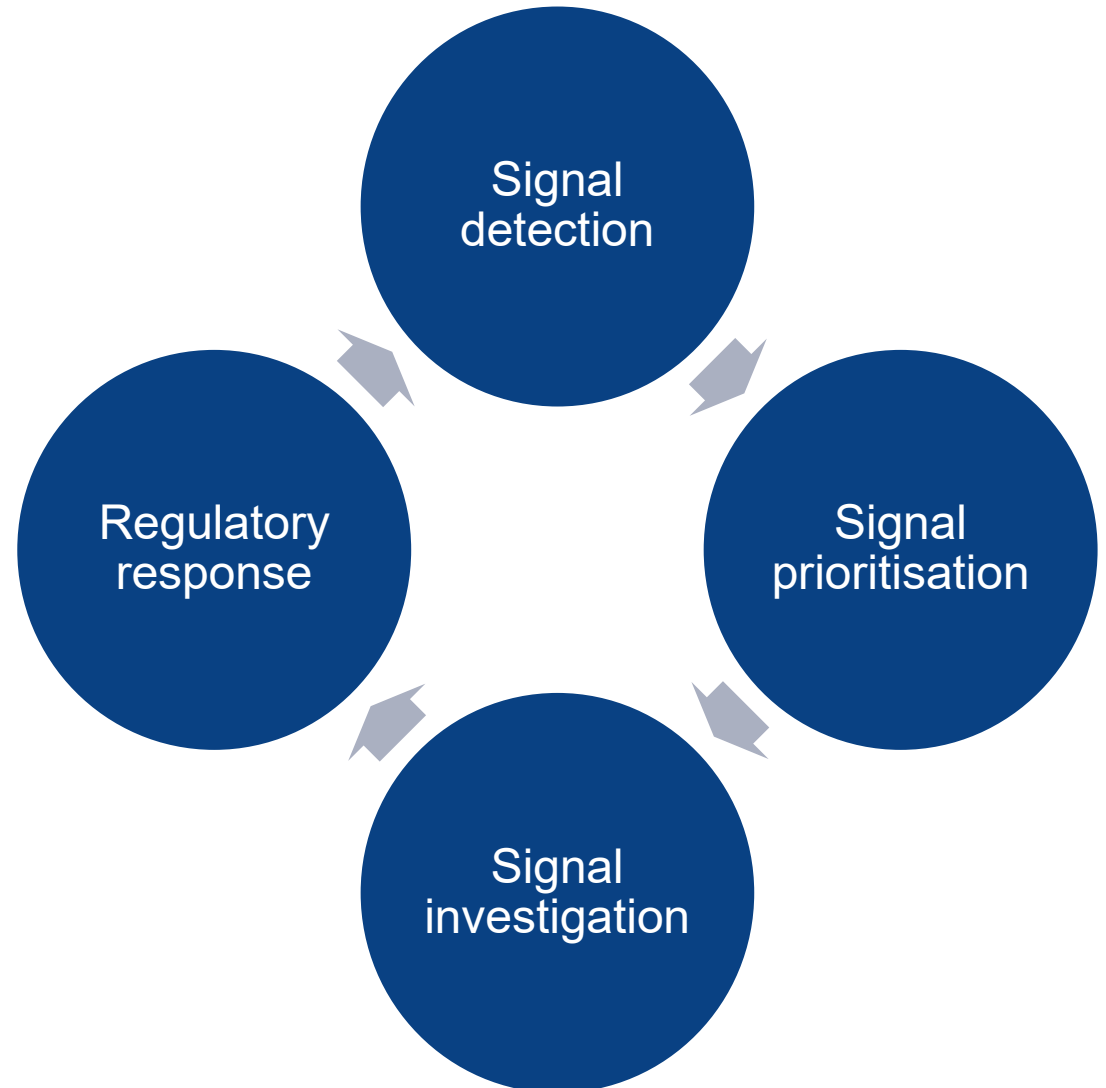 Signal
detection
Signal
prioritisation
Signal
investigation
Regulatory
response